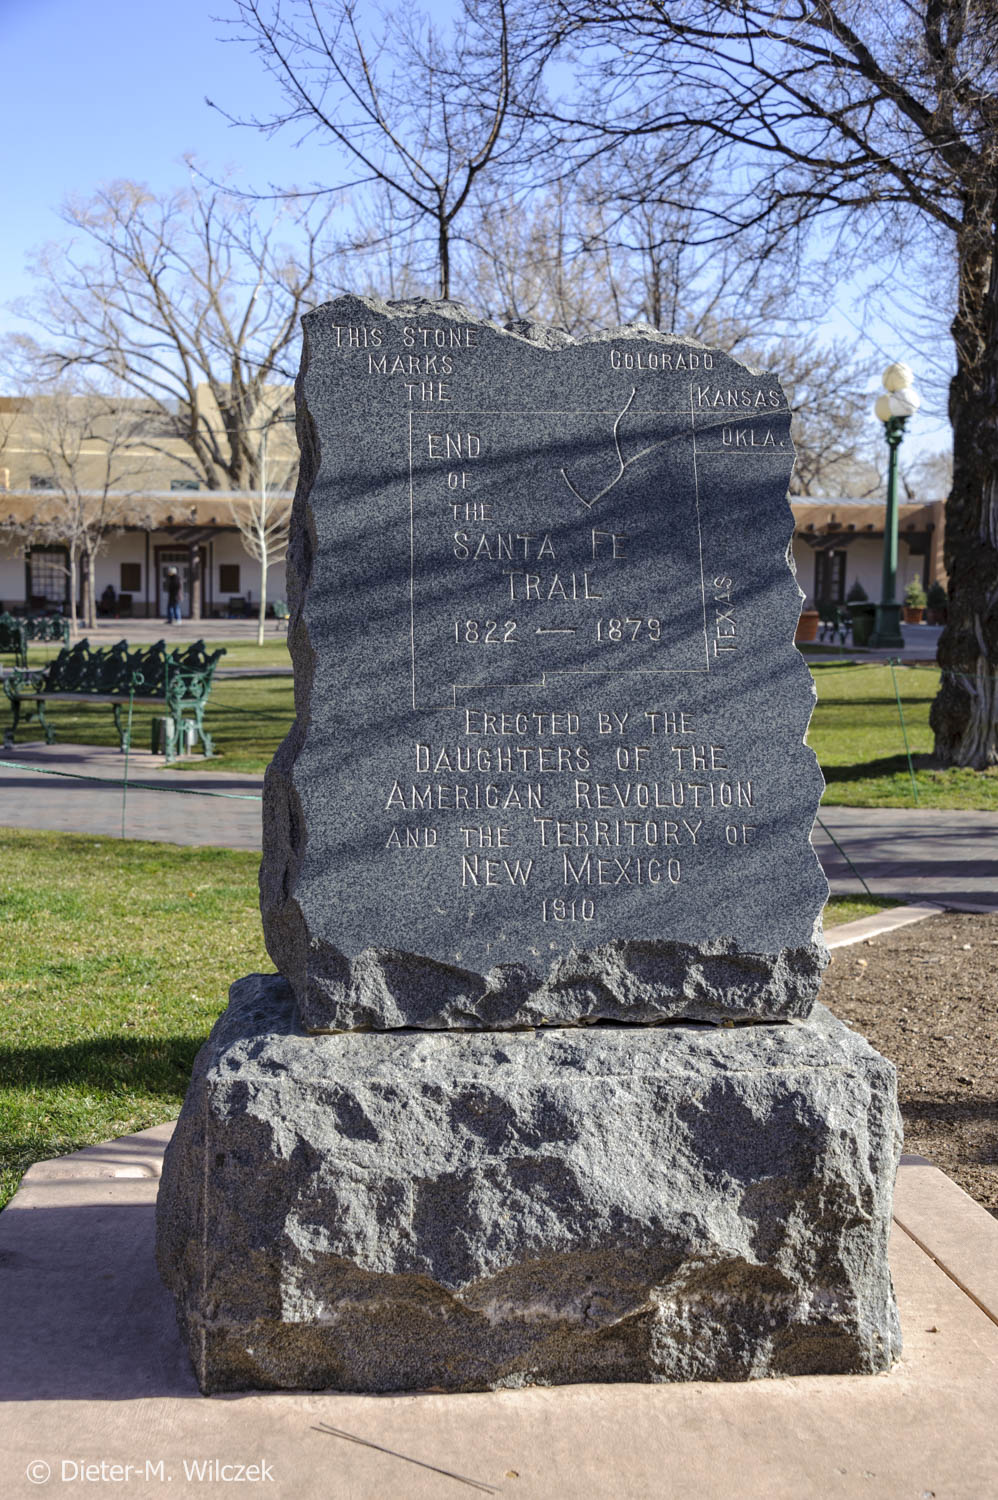 THIS STONE
MARKS
THE
COLORADO
KANSAS
OKLA.
END
OF
THE
SANTA FE
TRAIL
1822 — 1879
TEXAS
ERECTED BY THE
DAUGHTERS OF THE
AMERICAN REVOLUTION
AND THE TERRITORY OF
NEW MEXICO
1910
© Dieter-M. Wilczek